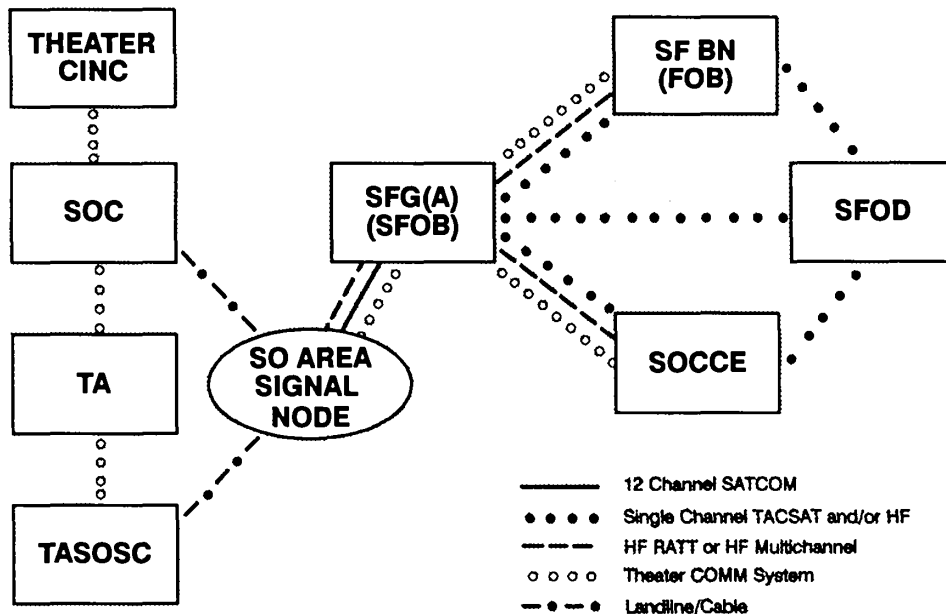 THEATER
CINC
SOC
TA
TASOSC
SO AREA
SIGNAL
NODE
SFG(A)
(SFOB)
SF BN
(FOB)
SFOD
SOCCE
12 Channel SATCOM
Single Channel TACSAT and/or HF
HF RATT or HF Multichannel
Theater COMM System
Landline/Cable